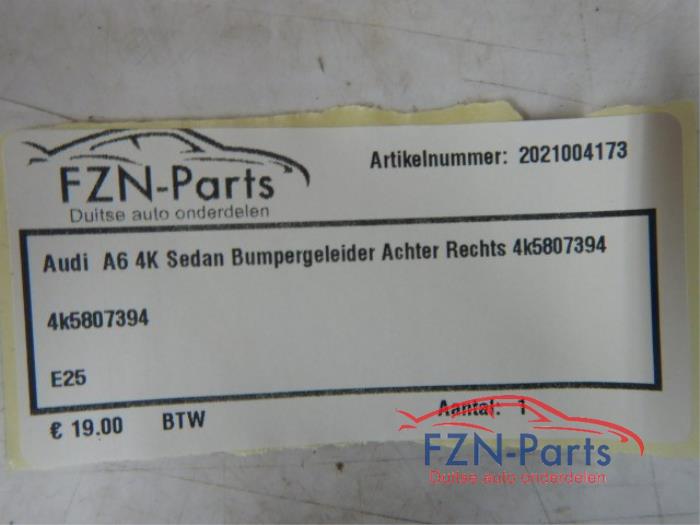 FZN-Parts
Duitse auto onderdelen
Artikelnummer: 2021004173
Audi A6 4K Sedan Bumpergeleider Achter Rechts 4k5807394
4k5807394
E25
€ 19.00 BTW
Aantal: 1
FZN-Parts
Duitse auto onderdelen